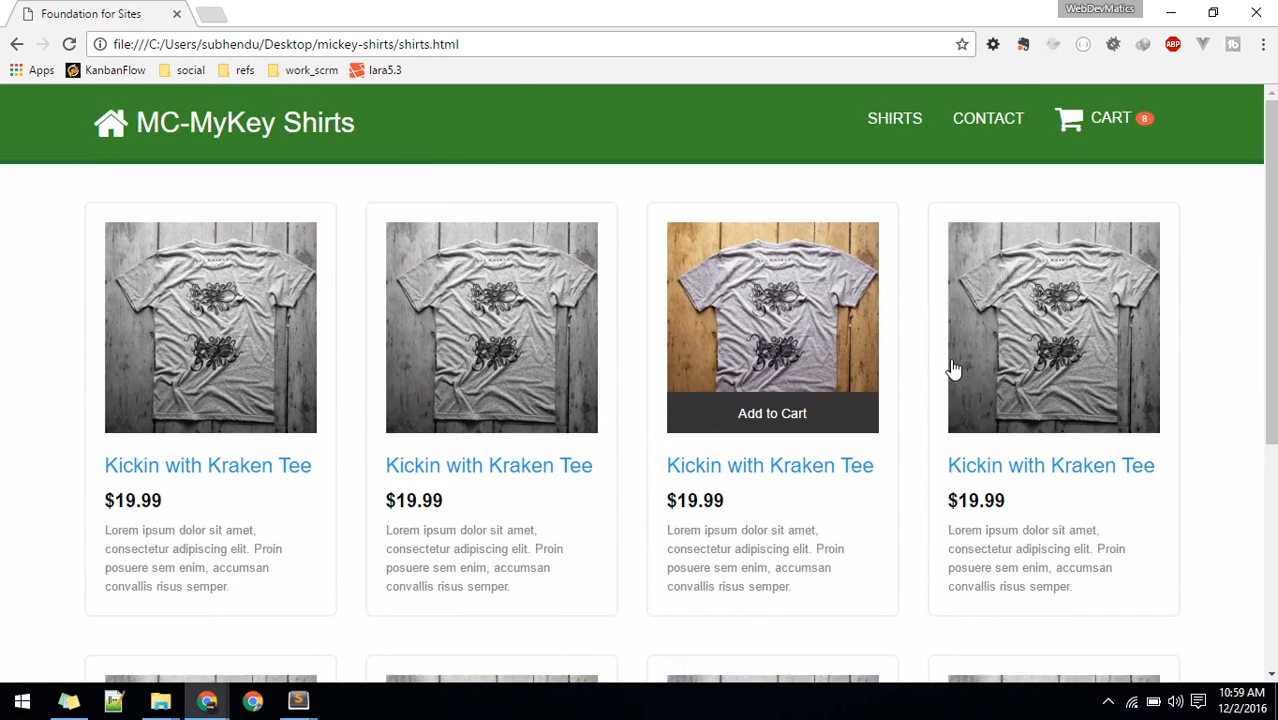 Foundation for Sites
WebDevMatics
file:///C:/Users/subhendu/Desktop/mickey-shirts/shirts.html
ABP
Apps
KanbanFlow
social
refs
work_scrm
lara5.3
MC-MyKey Shirts
SHIRTS
CONTACT
CART 8
Add to Cart
Kickin with Kraken Tee
Kickin with Kraken Tee
Kickin with Kraken Tee
Kickin with Kraken Tee
$19.99
$19.99
$19.99
$19.99
Lorem ipsum dolor sit amet,
consectetur adipiscing elit. Proin
posuere sem enim, accumsan
convallis risus semper.
Lorem ipsum dolor sit amet,
consectetur adipiscing elit. Proin
posuere sem enim, accumsan
convallis risus semper.
Lorem ipsum dolor sit amet,
consectetur adipiscing elit. Proin
posuere sem enim, accumsan
convallis risus semper.
Lorem ipsum dolor sit amet,
consectetur adipiscing elit. Proin
posuere sem enim, accumsan
convallis risus semper.
10:59 AM
12/2/2016